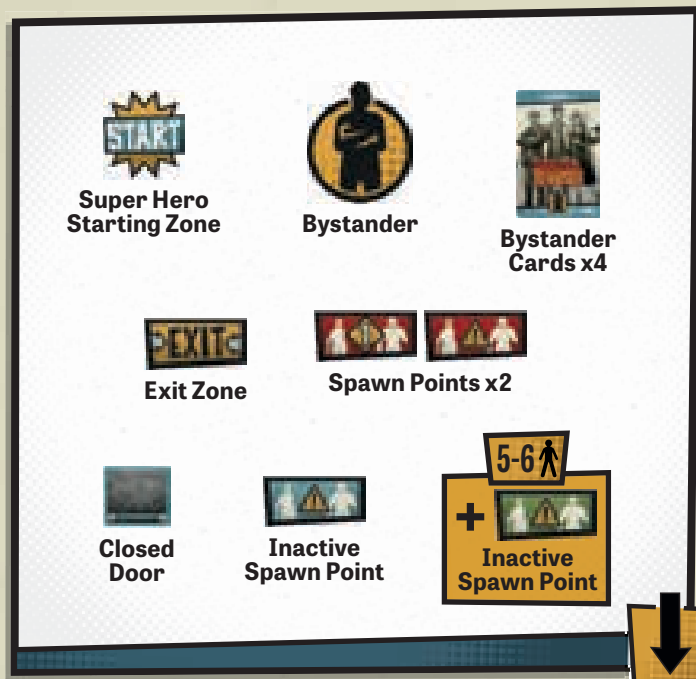 START
Super Hero
Starting Zone
Bystander
Bystander
Cards x4
EXIT
Exit Zone
Spawn Points x2
Closed
Door
Inactive
Spawn Point
5-6
+
Inactive
Spawn Point